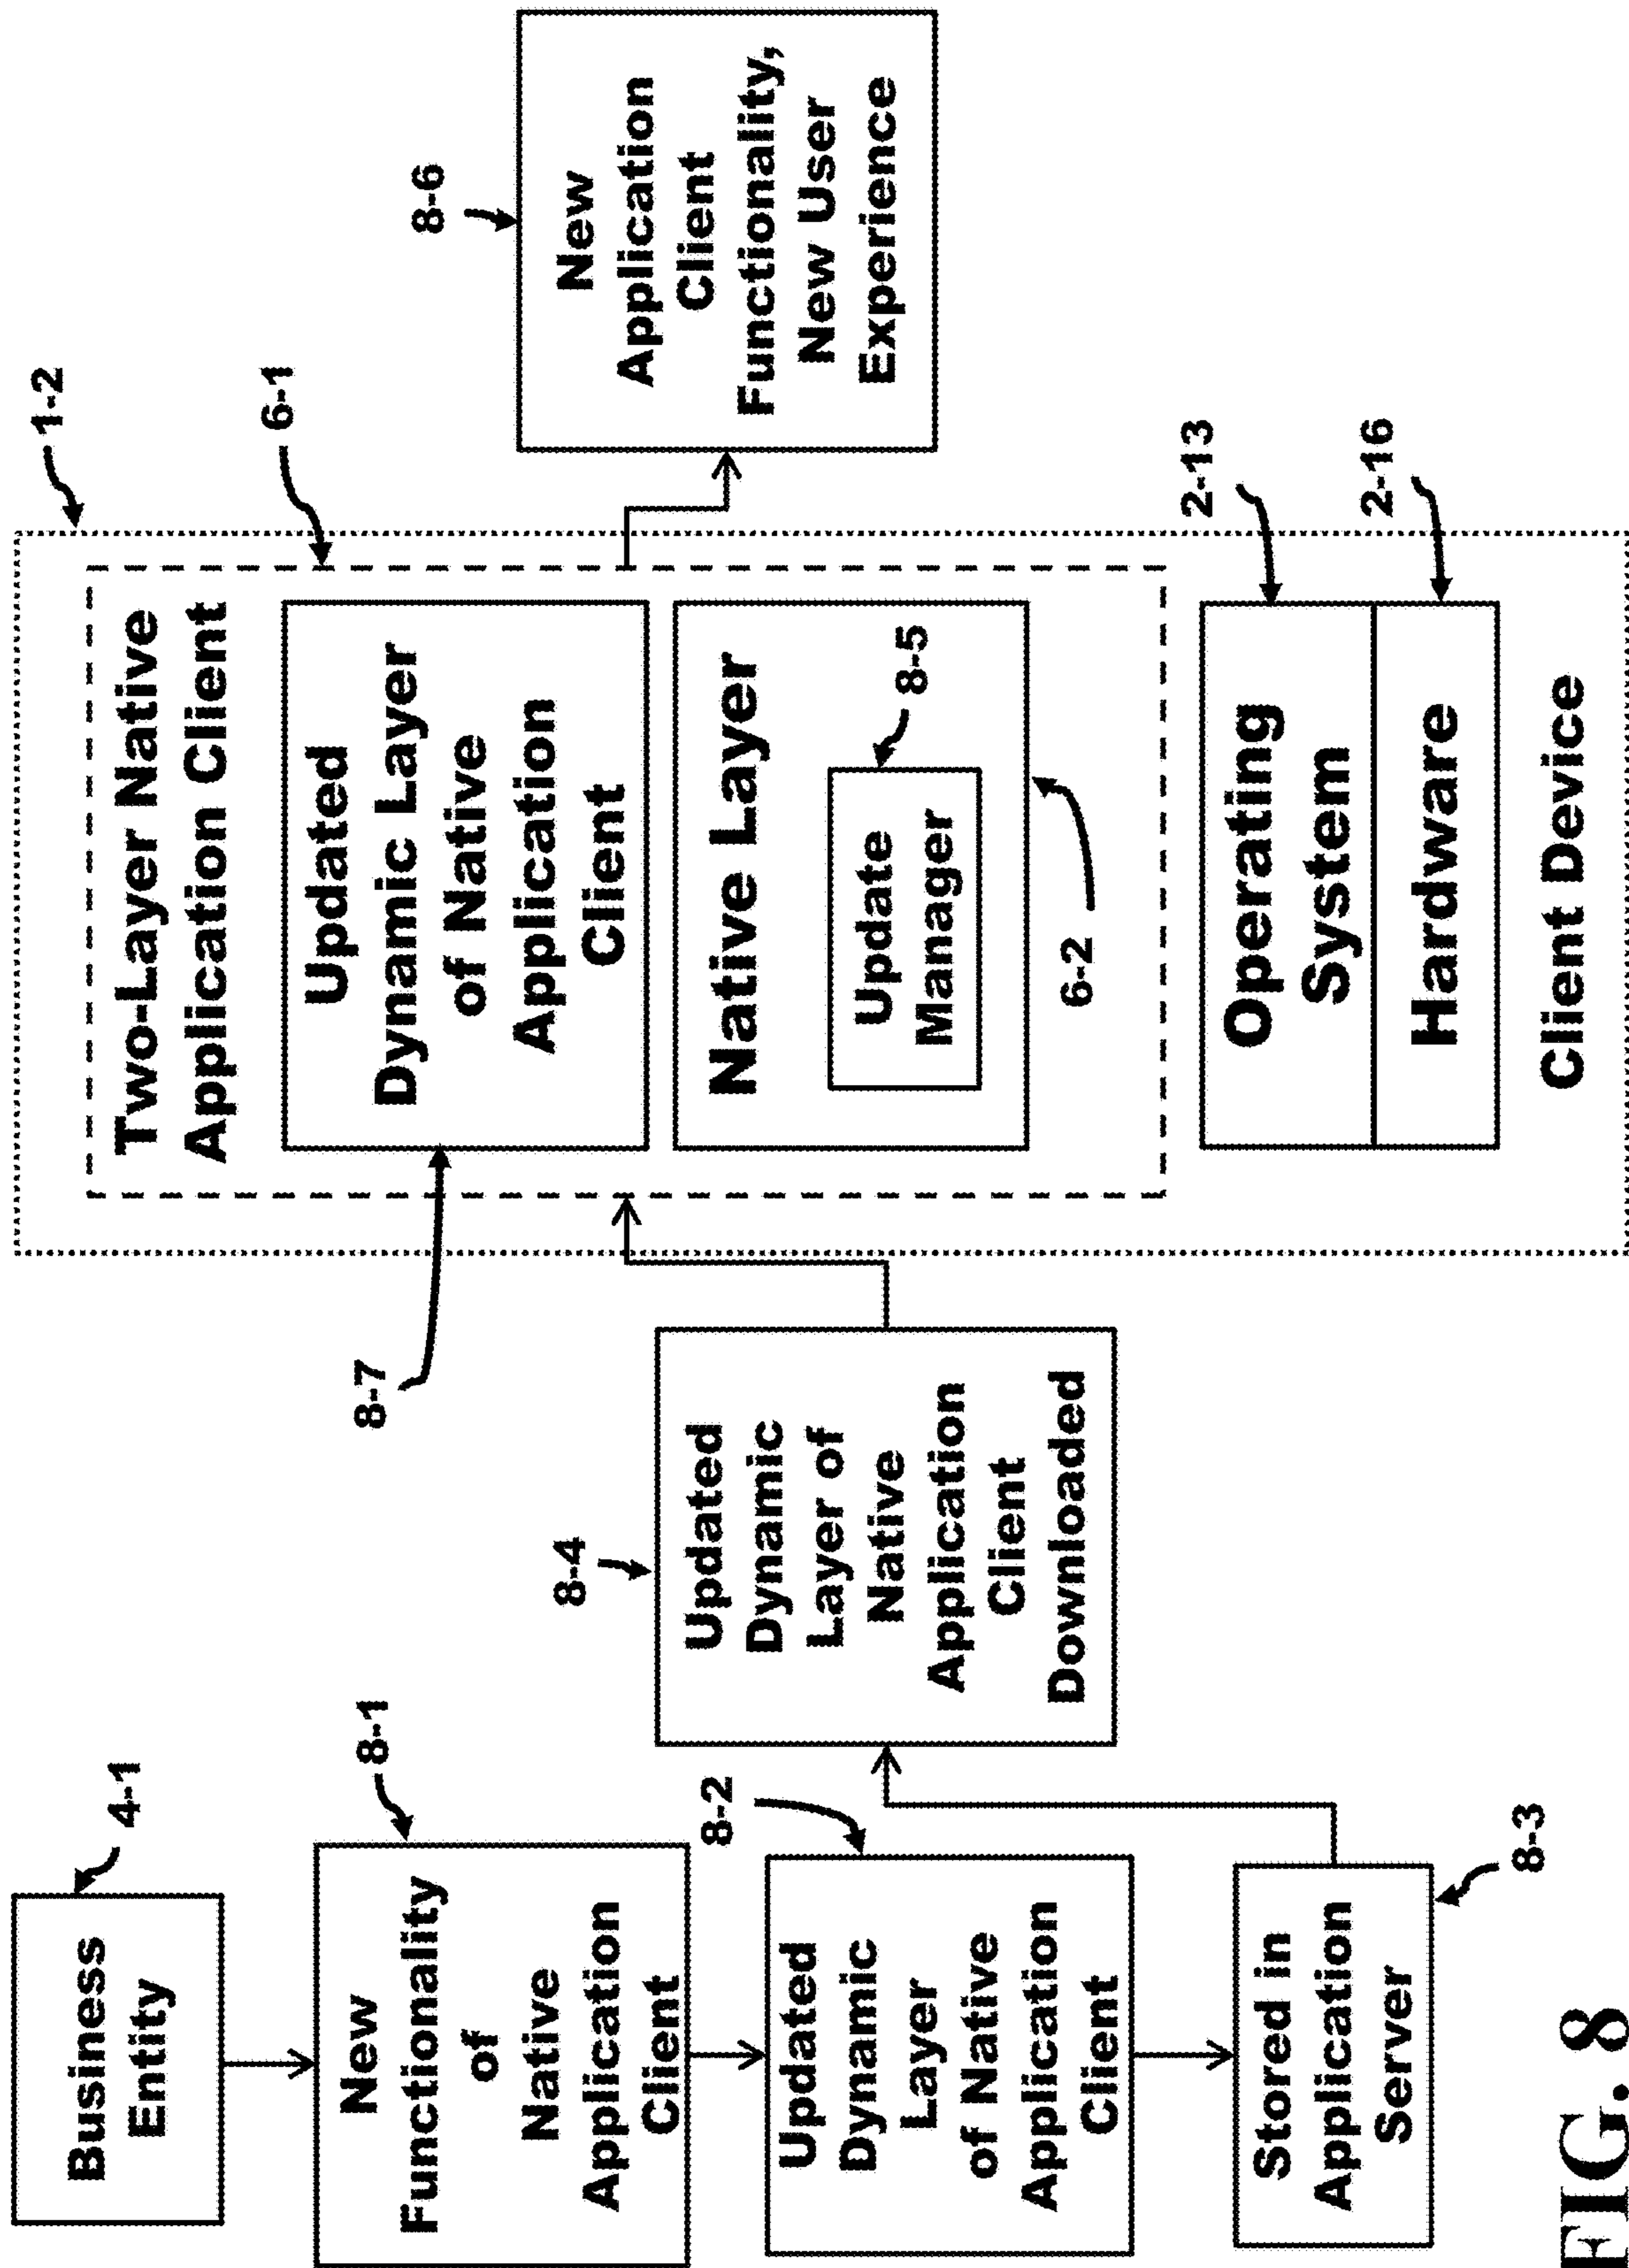 Business
Entity
4-1
New
Functionality
of
Native
Application
Client
8-1
Updated
Dynamic
Layer
of Native
Application
Client
8-2
Stored in
Application
Server
8-3
Updated
Dynamic
Layer of
Native
Application
Client
Downloaded
8-4
1-2
Two-Layer Native
Application Client
6-1
Updated
Dynamic Layer
of Native
Application
Client
8-7
Native Layer
Update
Manager
8-5
6-2
Operating
System
2-13
Hardware
2-16
Client Device
New
Application
Client
Functionality,
New User
Experience
8-6
FIG. 8